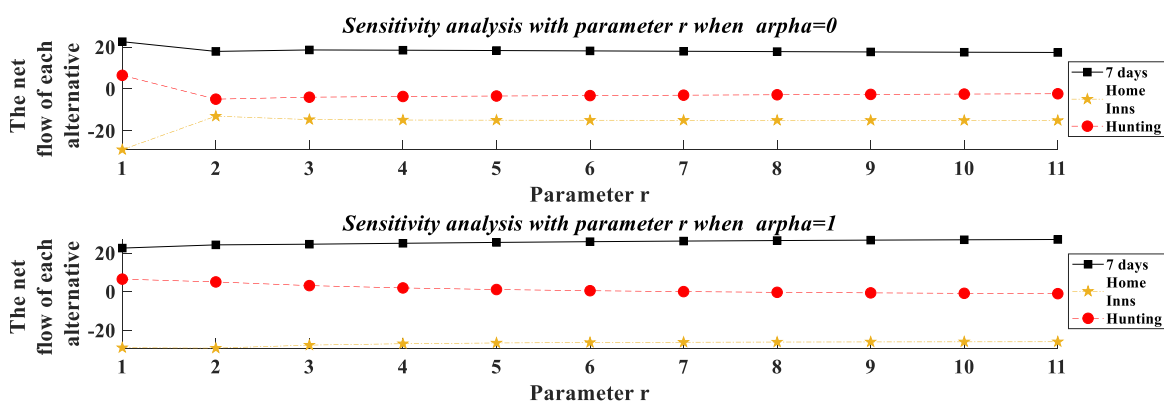 Sensitivity analysis with parameter r when arpha=0
The net
flow of each
alternative
20
0
-20
1 2 3 4 5 6 7 8 9 10 11
Parameter r
7 days
Home
Inns
Hunting
Sensitivity analysis with parameter r when arpha=1
The net
flow of each
alternative
20
0
-20
1 2 3 4 5 6 7 8 9 10 11
Parameter r
7 days
Home
Inns
Hunting